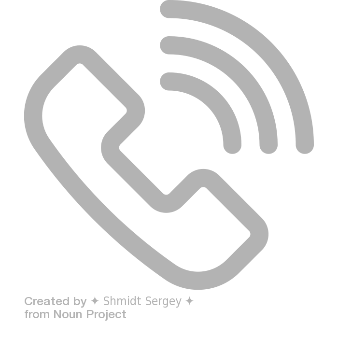 Created by ✦ Shmidt Sergey ✦
from Noun Project